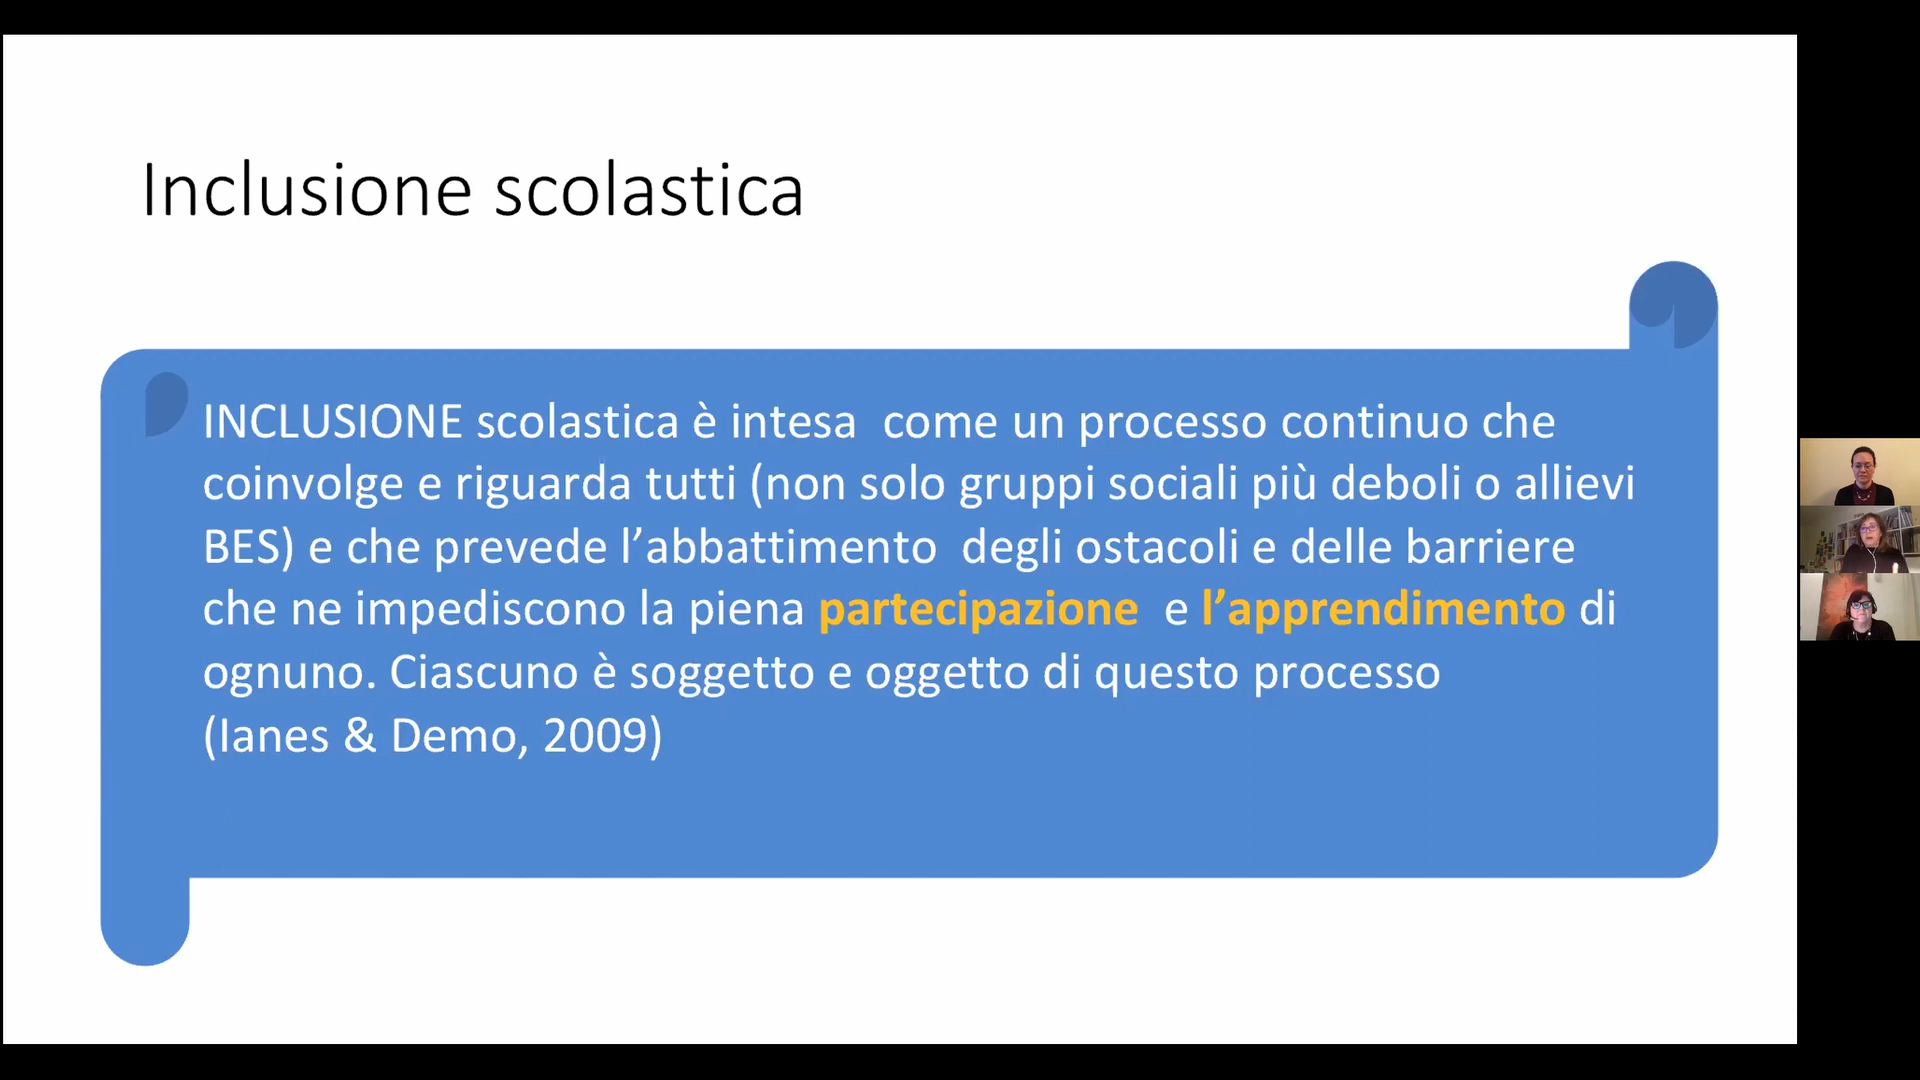 Inclusione scolastica
INCLUSIONE scolastica è intesa  come un processo continuo che
coinvolge e riguarda tutti (non solo gruppi sociali più deboli o allievi
BES) e che prevede l’abbattimento  degli ostacoli e delle barriere
che ne impediscono la piena partecipazione  e l’apprendimento di
ognuno. Ciascuno è soggetto e oggetto di questo processo
(Ianes & Demo, 2009)